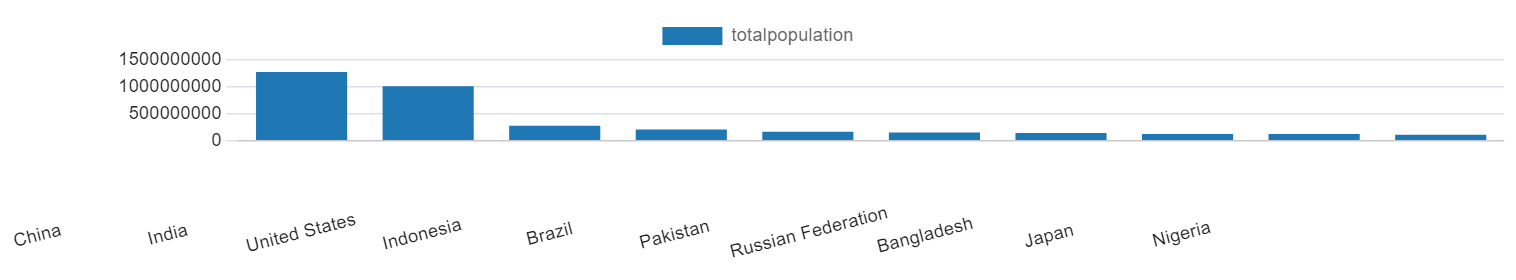 totalpopulation
1500000000
1000000000
500000000
0
China
India
United States
Indonesia
Brazil
Pakistan
Russian Federation
Bangladesh
Japan
Nigeria